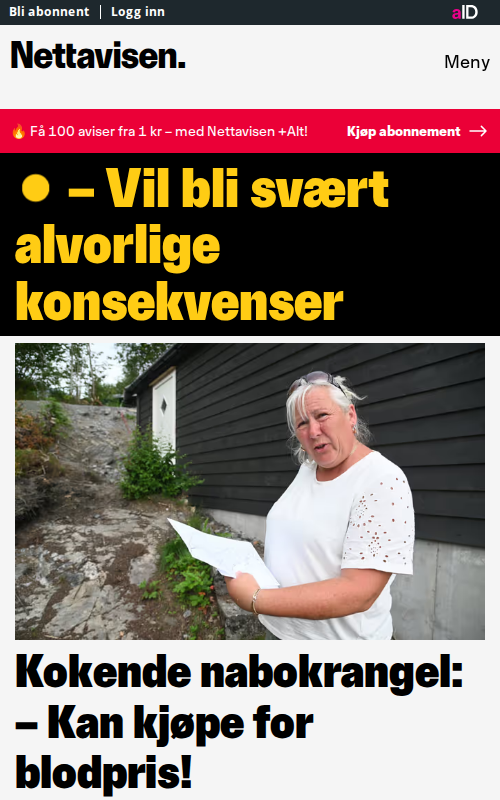 Bli abonnent
Logg inn
aID
Nettavisen.
Meny
🔥 Få 100 aviser fra 1 kr – med Nettavisen +Alt!
Kjøp abonnement →
– Vil bli svært
alvorlige
konsekvenser
Kokende nabokrangel:
– Kan kjøpe for
blodpris!